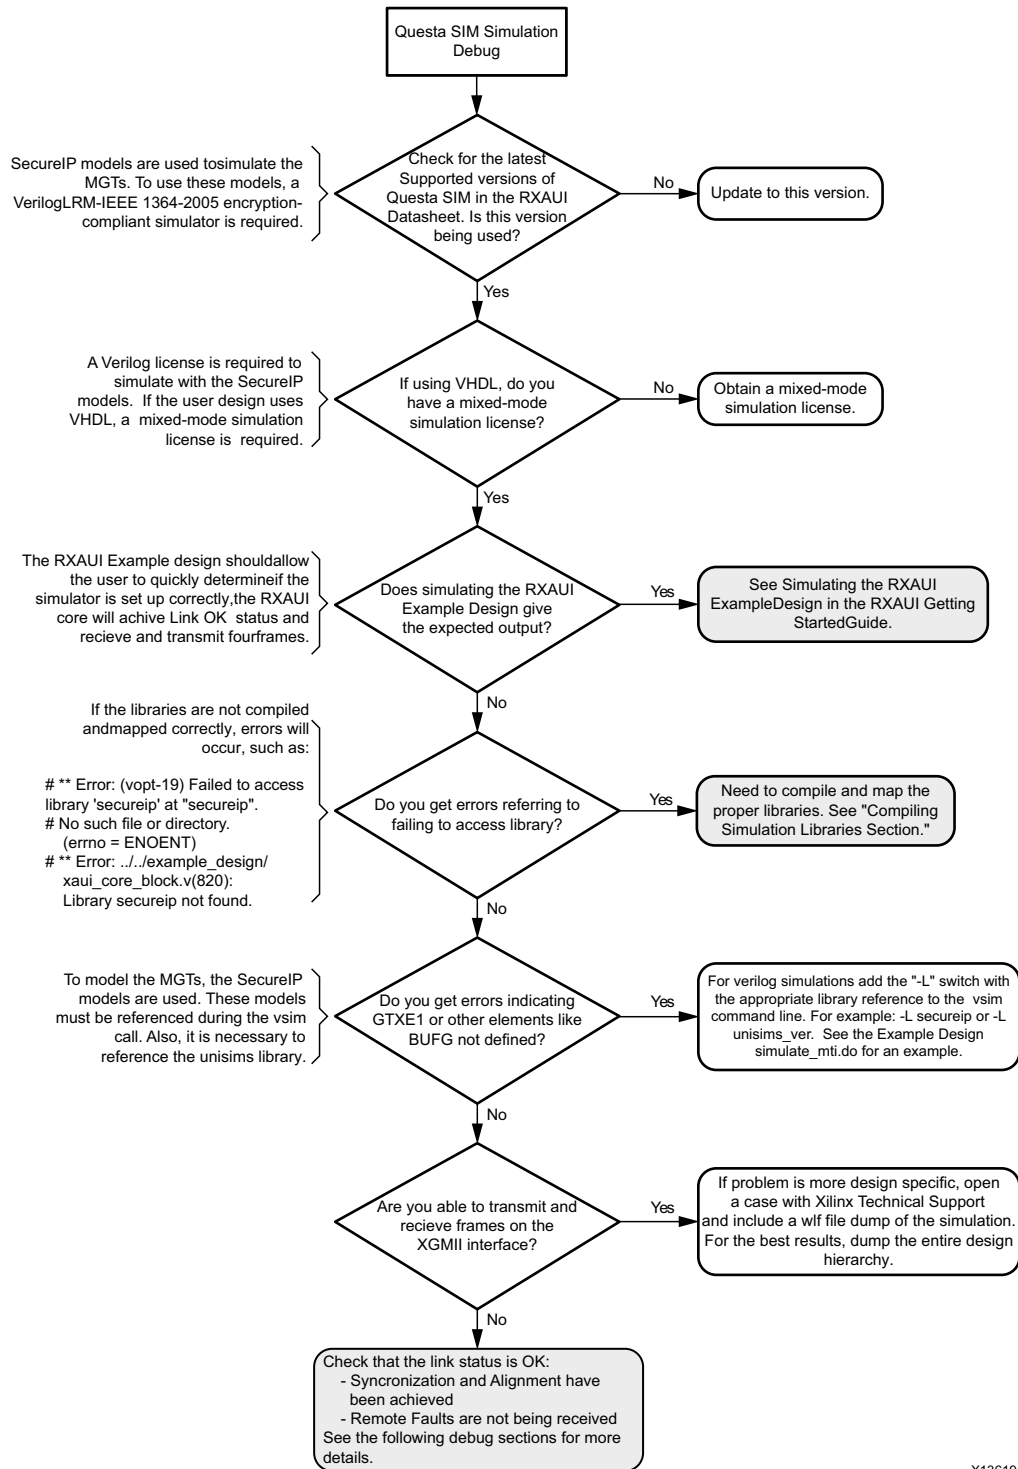 Questa SIM Simulation
Debug
SecureIP models are used tosimulate the
MGTs. To use these models, a
VerilogLRM-IEEE 1364-2005 encryption-
compliant simulator is required.
Check for the latest
Supported versions of
Questa SIM in the RXAUI
Datasheet. Is this version
being used?
No
Update to this version.
Yes
A Verilog license is required to
simulate with the SecureIP
models.  If the user design uses
VHDL, a  mixed-mode simulation
license is  required.
If using VHDL, do you
have a mixed-mode
simulation license?
No
Obtain a mixed-mode
simulation license.
Yes
The RXAUI Example design shouldallow
the user to quickly determineif the
simulator is set up correctly,the RXAUI
core will achive Link OK  status and
recieve and transmit fourframes.
Does simulating the RXAUI
Example Design give
the expected output?
Yes
See Simulating the RXAUI
ExampleDesign in the RXAUI Getting
StartedGuide.
No
If the libraries are not compiled
andmapped correctly, errors will
occur, such as:
# ** Error: (vopt-19) Failed to access
library 'secureip' at "secureip".
# No such file or directory.
(errno = ENOENT)
# ** Error: ../../example_design/
xaui_core_block.v(820):
Library secureip not found.
Do you get errors referring to
failing to access library?
Yes
Need to compile and map the
proper libraries. See "Compiling
Simulation Libraries Section."
No
To model the MGTs, the SecureIP
models are used. These models
must be referenced during the vsim
call. Also, it is necessary to
reference the unisims library.
Do you get errors indicating
GTXE1 or other elements like
BUFG not defined?
Yes
For verilog simulations add the "-L" switch with
the appropriate library reference to the  vsim
command line. For example: -L secureip or -L
unisims_ver.  See the Example Design
simulate_mti.do for an example.
No
Are you able to transmit and
recieve frames on the
XGMII interface?
Yes
If problem is more design specific, open
a case with Xilinx Technical Support
and include a wlf file dump of the simulation.
For the best results, dump the entire design
hierarchy.
No
Check that the link status is OK:
- Syncronization and Alignment have
been achieved
- Remote Faults are not being received
See the following debug sections for more
details.